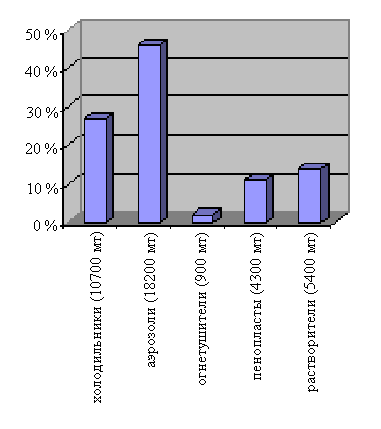 50 %
40 %
30 %
20 %
10 %
0 %
холодильники (10700 мт)
аэрозоли (18200 мт)
огнетушители (900 мт)
пенопласты (4300 мт)
растворители (5400 мт)